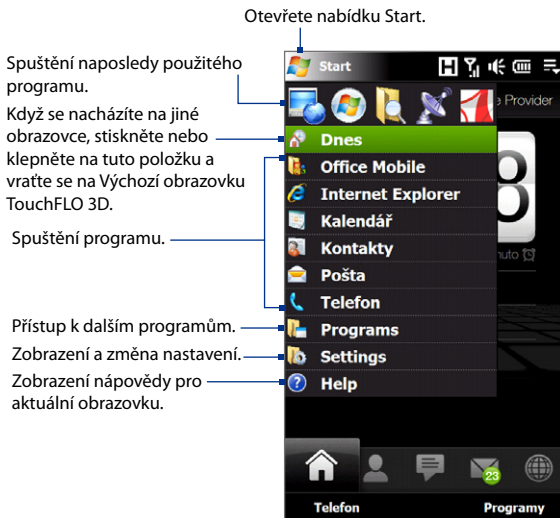 Otevřete nabídku Start.
Spuštění naposledy použitého
programu.
Když se nacházíte na jiné
obrazovce, stiskněte nebo
klepněte na tuto položku a
vraťte se na Výchozí obrazovku
TouchFLO 3D.
Spuštění programu.
Přístup k dalším programům.
Zobrazení a změna nastavení.
Zobrazení nápovědy pro
aktuální obrazovku.
Start
Provider
Dnes
Office Mobile
Internet Explorer
Kalendář
Kontakty
Pošta
Telefon
Programs
Settings
Help
23
Telefon Programy